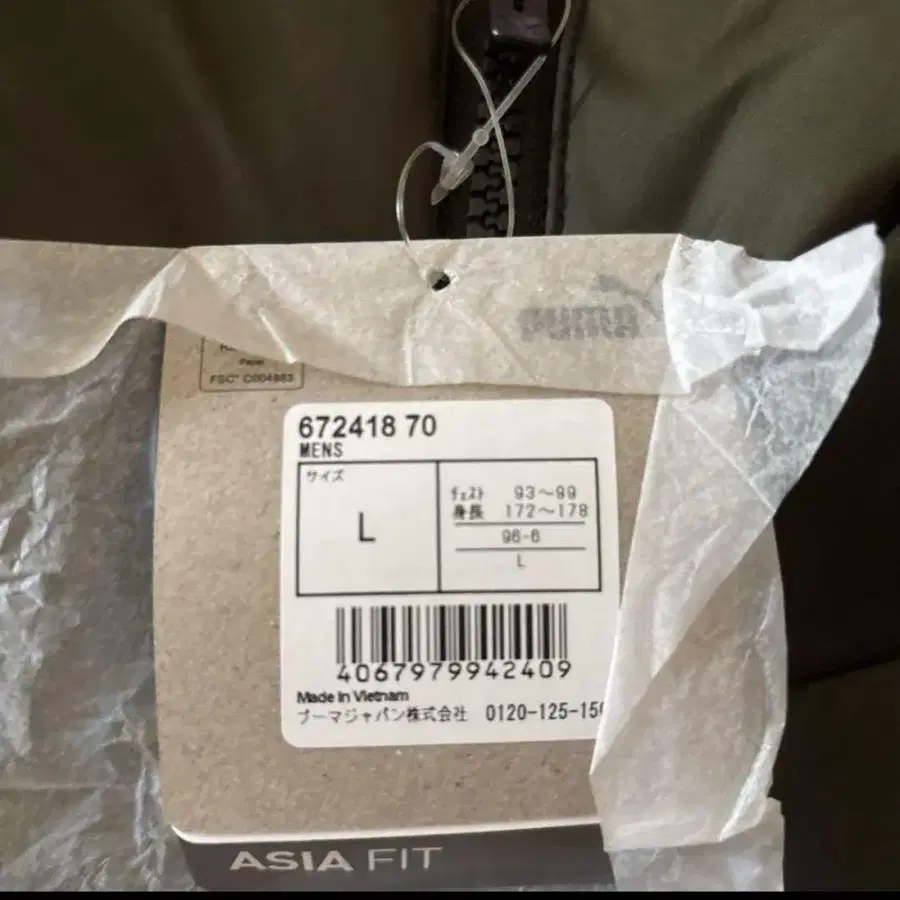 PUMA
Paper
FSC® C004883
672418 70
MENS
サイズ
L
チェスト 93〜99
身長 172〜178
96-6
L
4067979942409
Made in Vietnam
プーマジャパン株式会社 0120-125-15
ASIA FIT